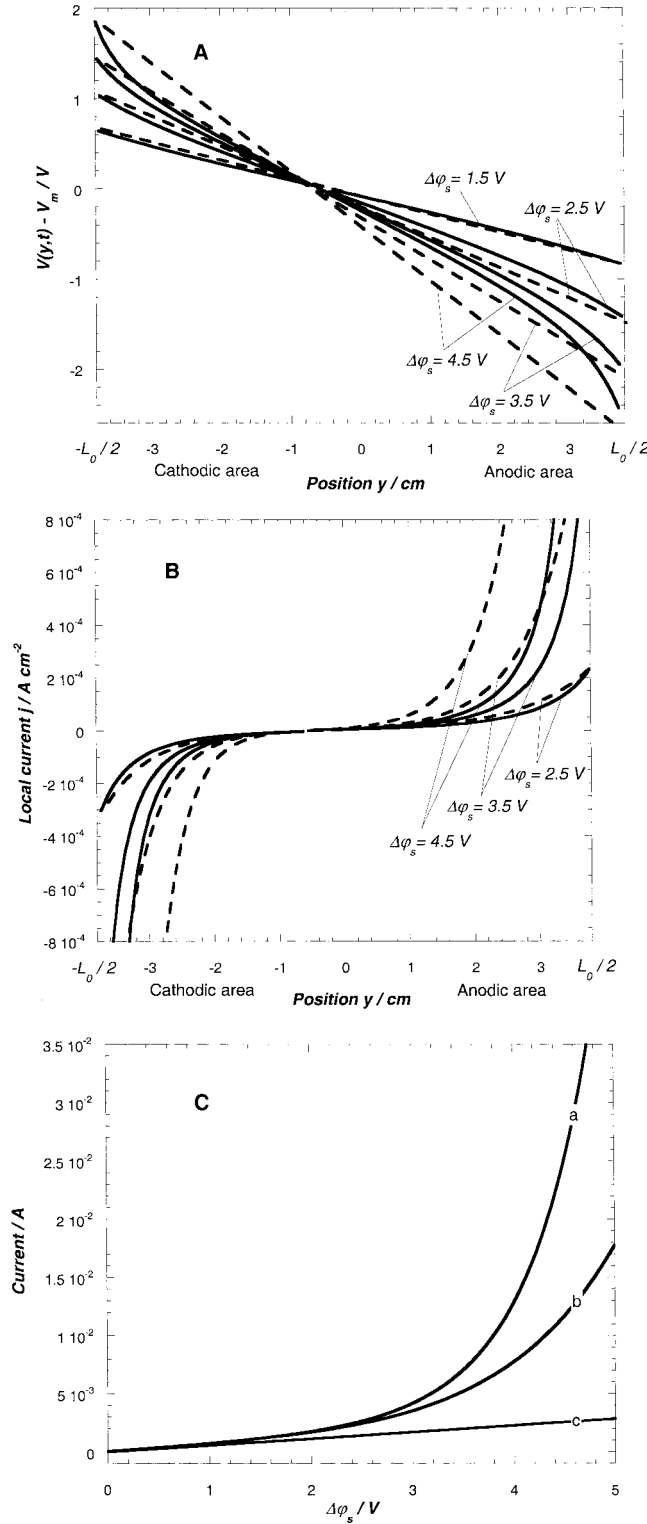 A
2
1
0
-1
-2
V(y,t) - V_m / V
Δφ_s = 1.5 V
Δφ_s = 2.5 V
Δφ_s = 4.5 V
Δφ_s = 3.5 V
-L_0 / 2 -3 -2 -1 0 1 2 3 L_0 / 2
Cathodic area Anodic area
Position y / cm
B
8 10^-4
6 10^-4
4 10^-4
2 10^-4
0
-2 10^-4
-4 10^-4
-6 10^-4
-8 10^-4
Local current j / A cm^-2
Δφ_s = 2.5 V
Δφ_s = 3.5 V
Δφ_s = 4.5 V
-L_0 / 2 -3 -2 -1 0 1 2 3 L_0 / 2
Cathodic area Anodic area
Position y / cm
C
3.5 10^-2
3 10^-2
2.5 10^-2
2 10^-2
1.5 10^-2
1 10^-2
5 10^-3
0
Current / A
a
b
c
0 1 2 3 4 5
Δφ_s / V